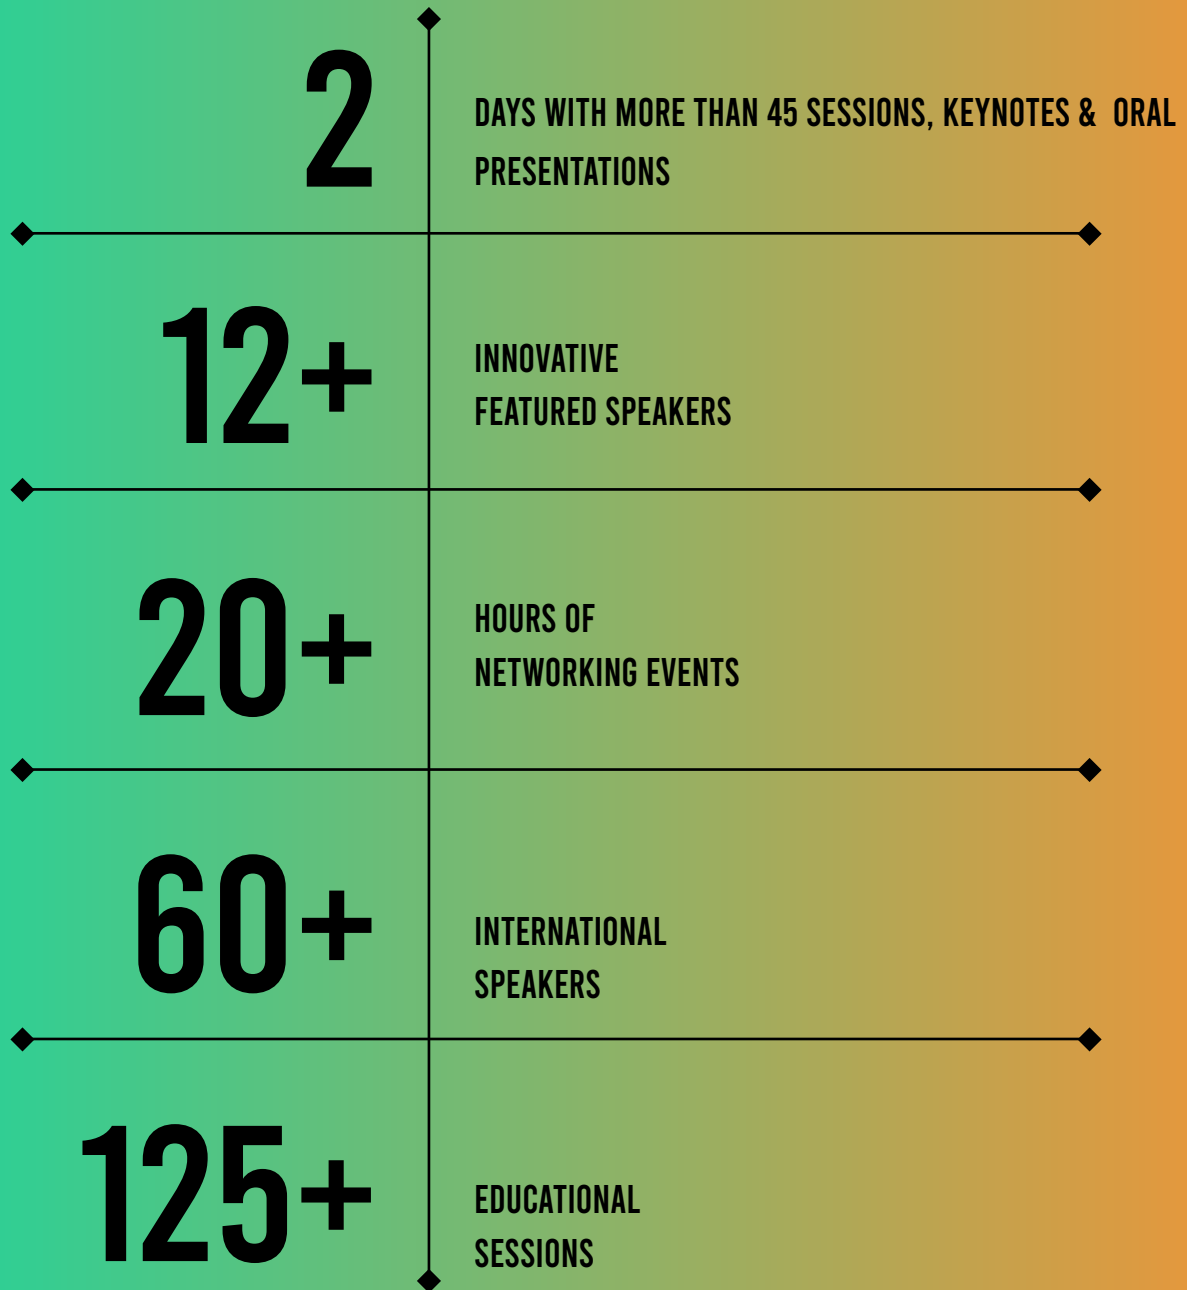 2
DAYS WITH MORE THAN 45 SESSIONS, KEYNOTES & ORAL
PRESENTATIONS
12+
INNOVATIVE
FEATURED SPEAKERS
20+
HOURS OF
NETWORKING EVENTS
60+
INTERNATIONAL
SPEAKERS
125+
EDUCATIONAL
SESSIONS